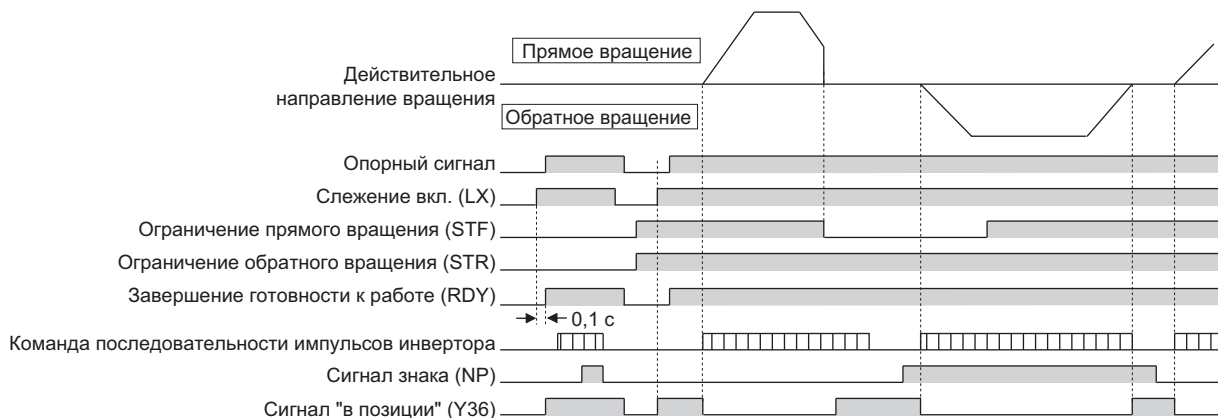 Прямое вращение
Действительное
направление вращения
Обратное вращение
Опорный сигнал
Слежение вкл. (LX)
Ограничение прямого вращения (STF)
Ограничение обратного вращения (STR)
Завершение готовности к работе (RDY)
0,1 с
Команда последовательности импульсов инвертора
Сигнал знака (NP)
Сигнал "в позиции" (Y36)